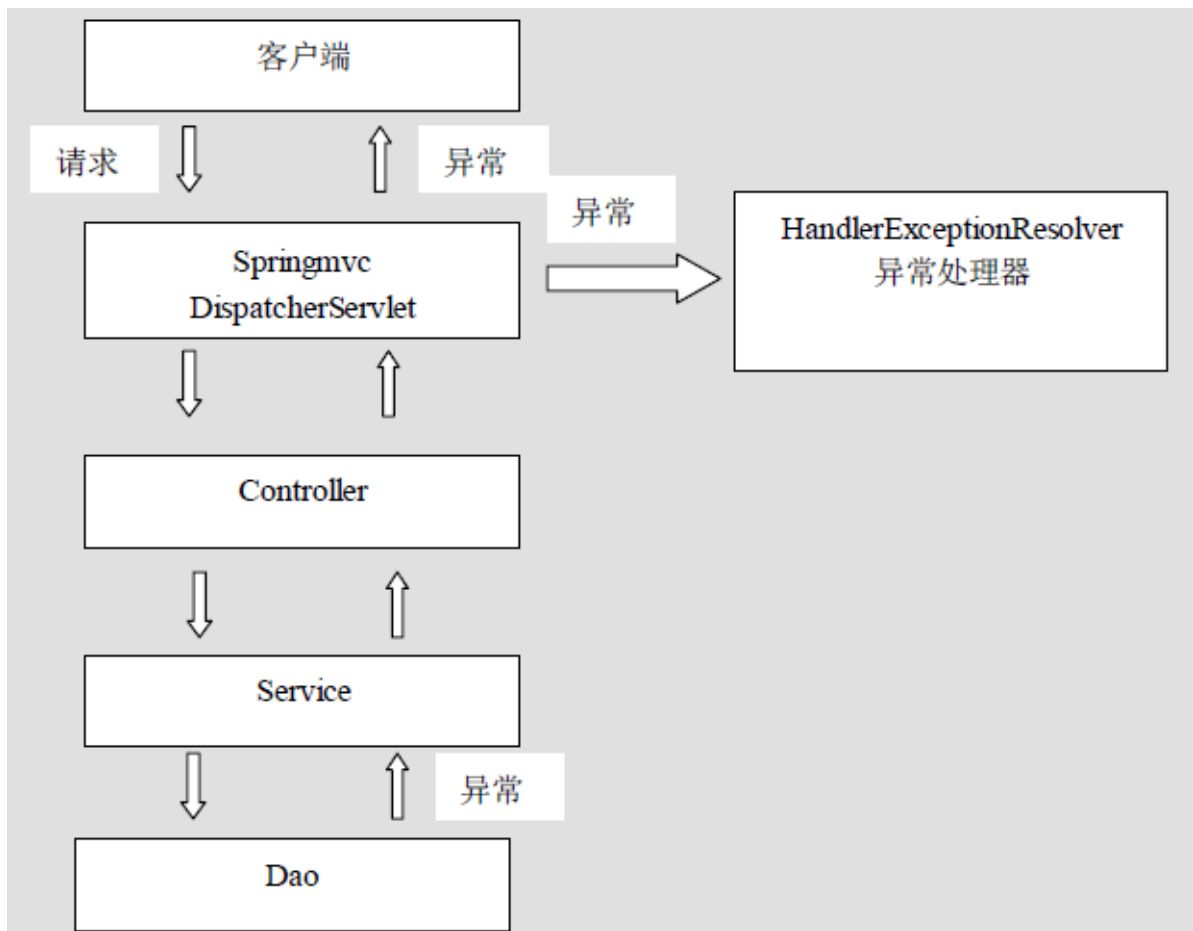 客户端
请求
异常
异常
Springmvc
DispatcherServlet
HandlerExceptionResolver
异常处理器
Controller
Service
异常
Dao